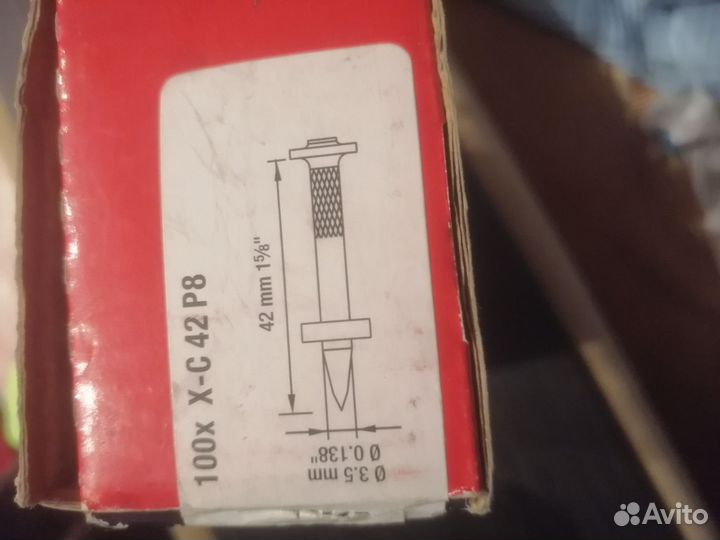 100x X-C 42 P8
42 mm 1⅝"
Ø 3.5 mm
Ø 0.138"
Avito